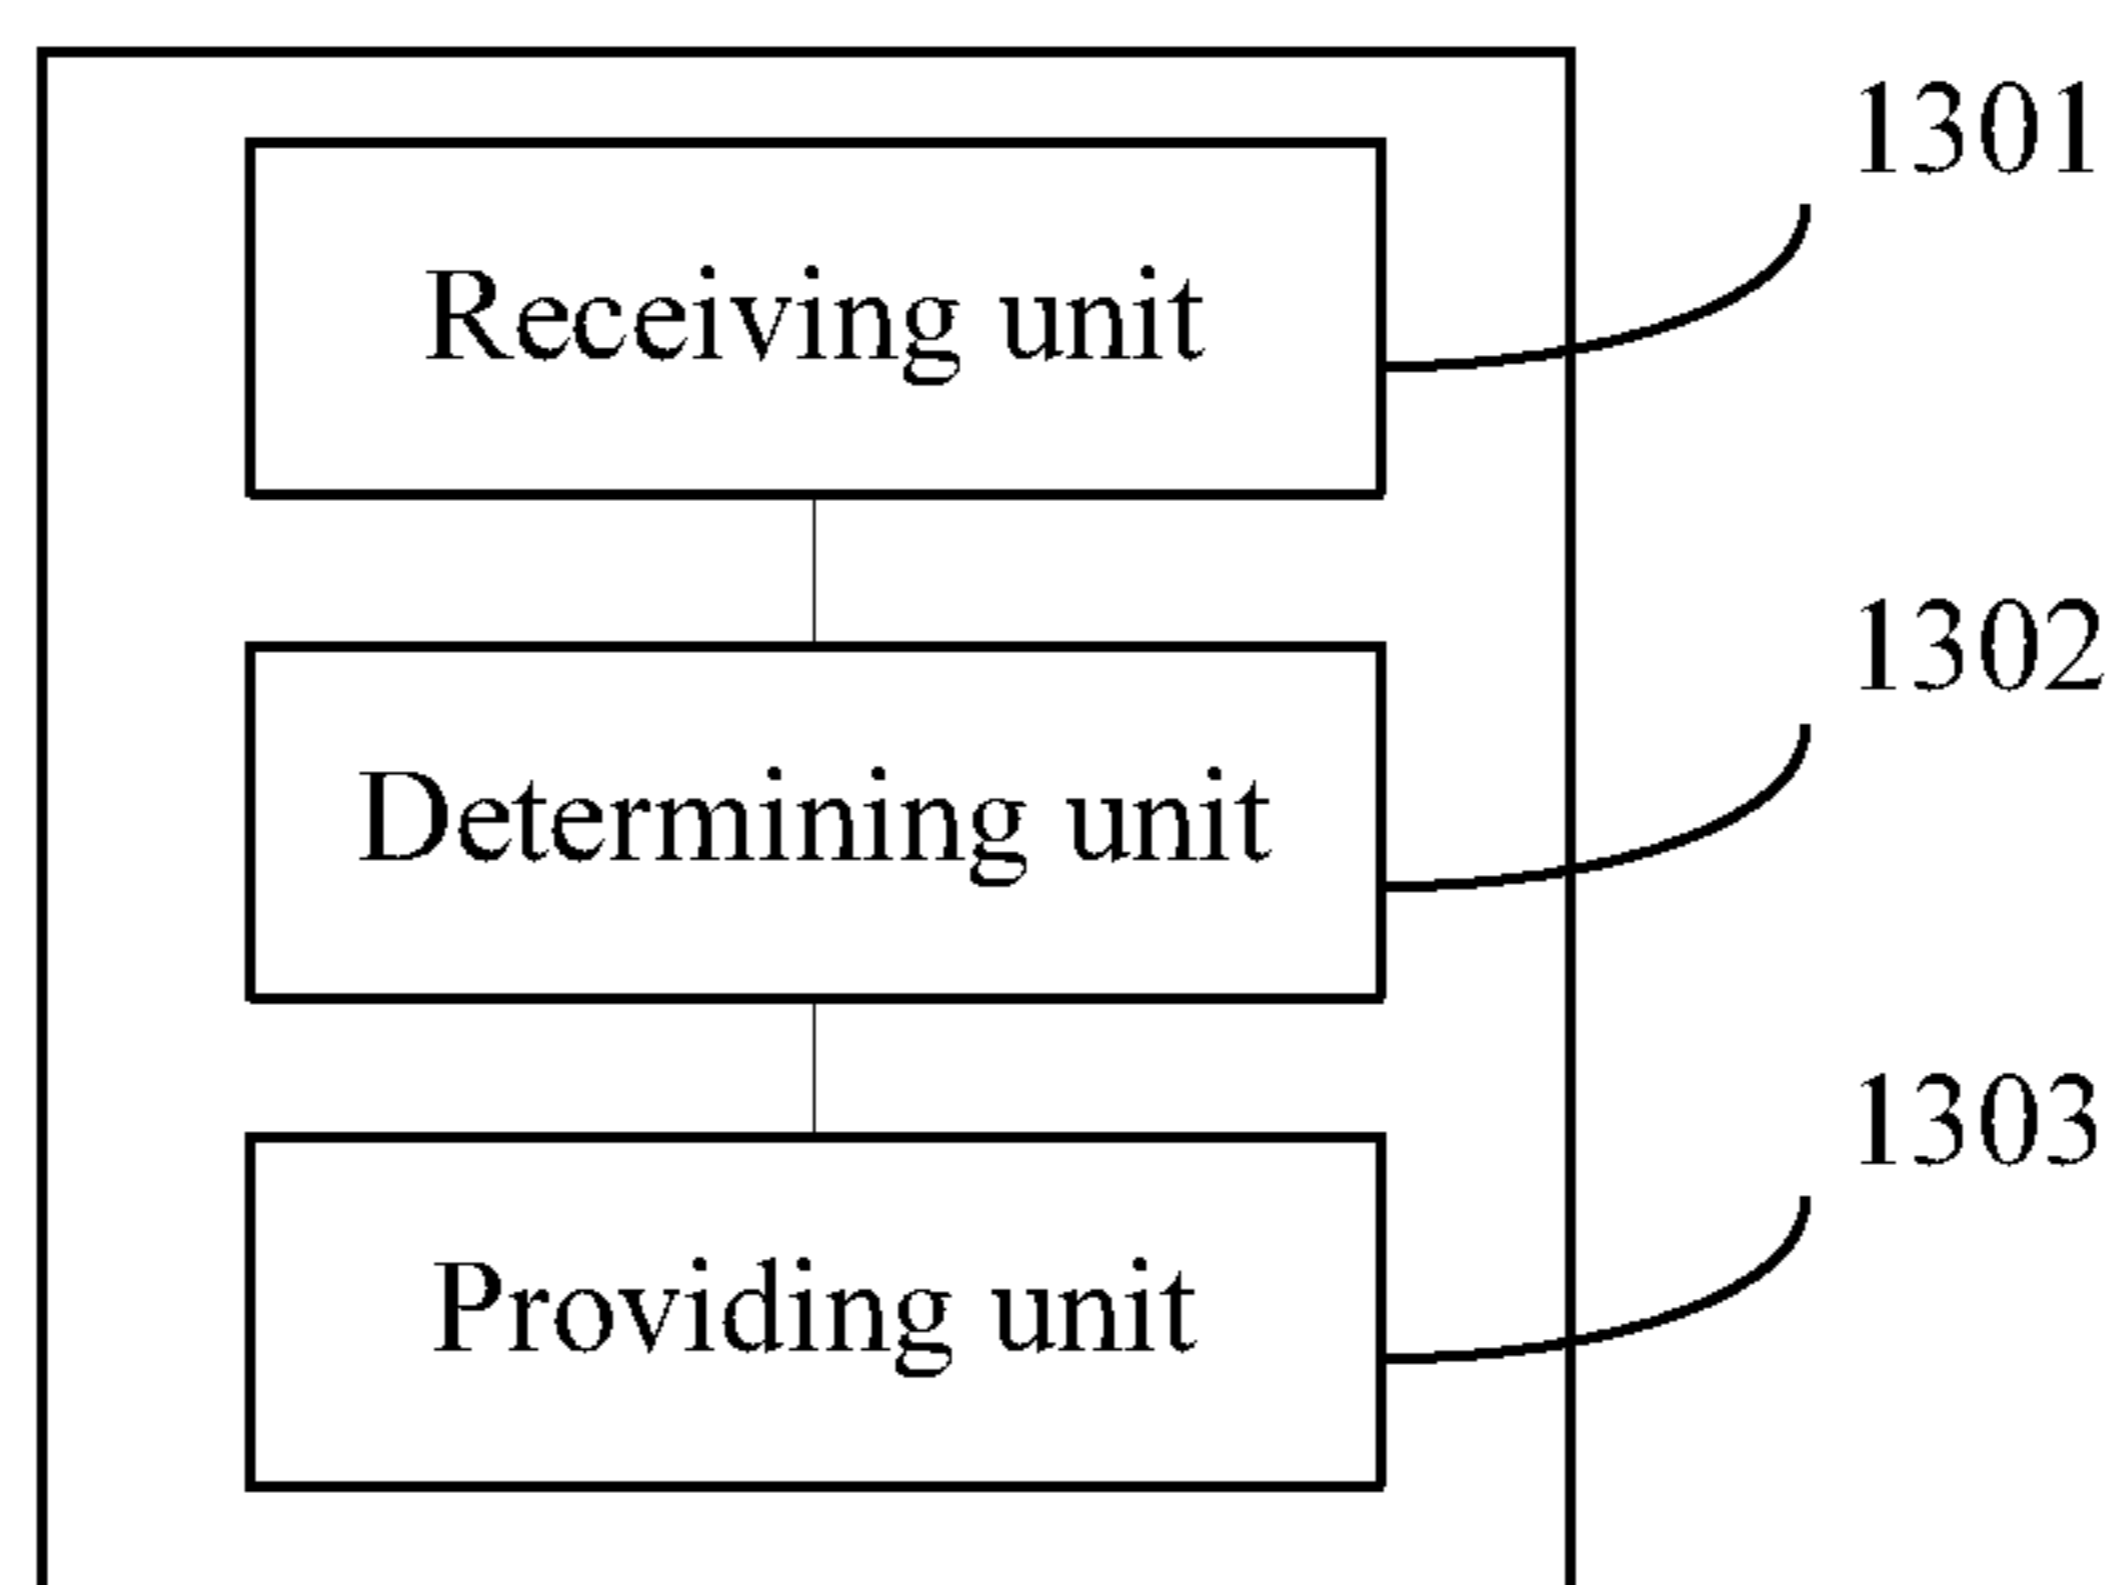 1301
Receiving unit
1302
Determining unit
1303
Providing unit